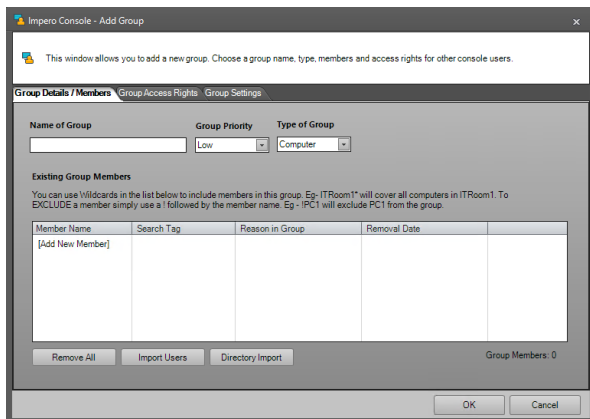 Impero Console - Add Group
This window allows you to add a new group. Choose a group name, type, members and access rights for other console users.
Group Details / Members Group Access Rights Group Settings
Name of Group Group Priority Type of Group
Low Computer
Existing Group Members
You can use Wildcards in the list below to include members in this group. Eg- ITRoom1* will cover all computers in ITRoom1. To
EXCLUDE a member simply use a ! followed by the member name. Eg - !PC1 will exclude PC1 from the group.
Member Name Search Tag Reason in Group Removal Date
[Add New Member]
Remove All Import Users Directory Import Group Members: 0
OK Cancel